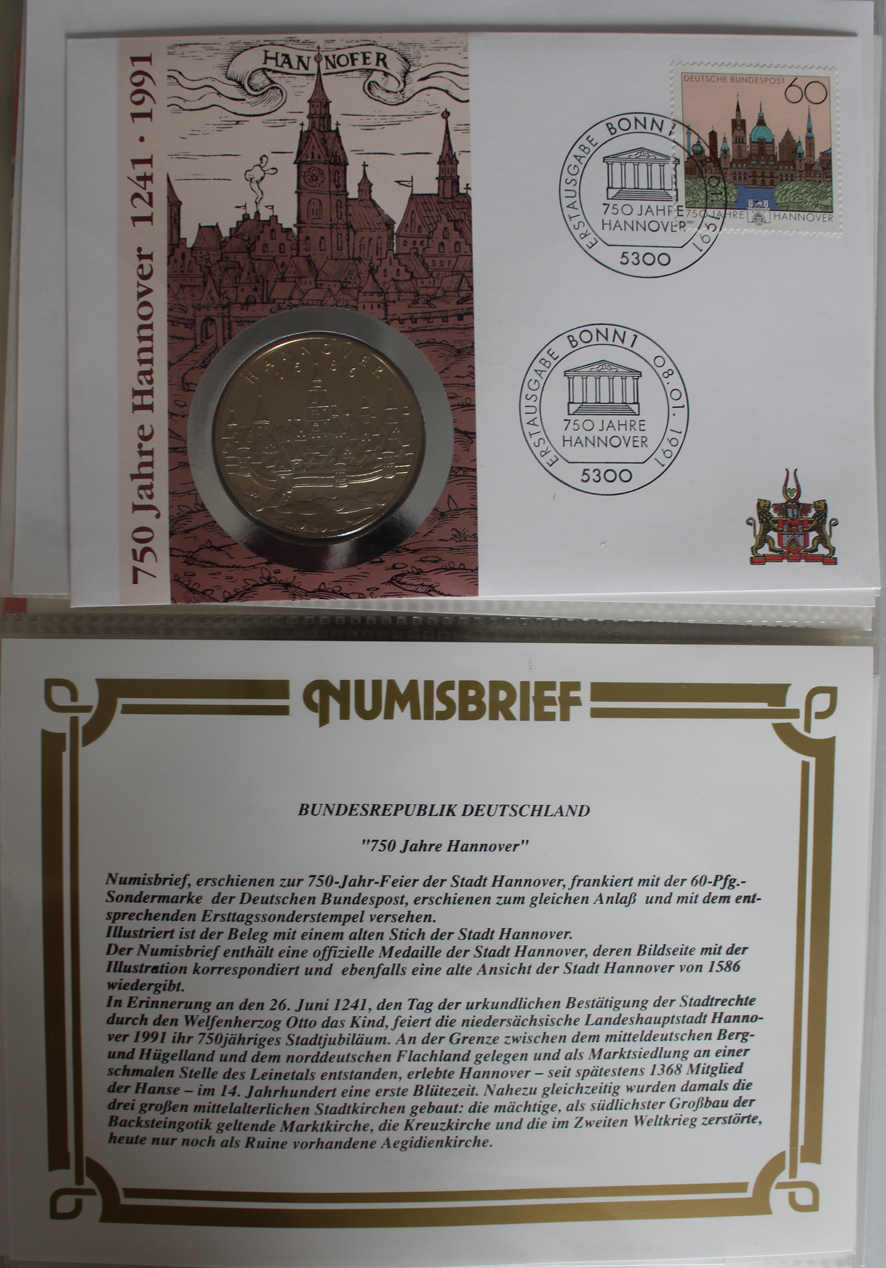 750 Jahre Hannover 1241 · 1991
HANNOFER
HANNOVER
1586
DEUTSCHE BUNDESPOST 60
750 JAHRE HANNOVER
ERSTAUSGABE BONN 1
750 JAHRE
HANNOVER
5300
ERSTAUSGABE BONN 1 08.01.1991
750 JAHRE
HANNOVER
5300
NUMISBRIEF
BUNDESREPUBLIK DEUTSCHLAND
"750 Jahre Hannover"
Numisbrief, erschienen zur 750-Jahr-Feier der Stadt Hannover, frankiert mit der 60-Pfg.-
Sondermarke der Deutschen Bundespost, erschienen zum gleichen Anlaß und mit dem ent-
sprechenden Ersttagssonderstempel versehen.
Illustriert ist der Beleg mit einem alten Stich der Stadt Hannover.
Der Numisbrief enthält eine offizielle Medaille der Stadt Hannover, deren Bildseite mit der
Illustration korrespondiert und ebenfalls eine alte Ansicht der Stadt Hannover von 1586
wiedergibt.
In Erinnerung an den 26. Juni 1241, den Tag der urkundlichen Bestätigung der Stadtrechte
durch den Welfenherzog Otto das Kind, feiert die niedersächsische Landeshauptstadt Hanno-
ver 1991 ihr 750jähriges Stadtjubiläum. An der Grenze zwischen dem mitteldeutschen Berg-
und Hügelland und dem norddeutschen Flachland gelegen und als Marktsiedlung an einer
schmalen Stelle des Leinetals entstanden, erlebte Hannover – seit spätestens 1368 Mitglied
der Hanse – im 14. Jahrhundert eine erste Blütezeit. Nahezu gleichzeitig wurden damals die
drei großen mittelalterlichen Stadtkirchen gebaut: die mächtige, als südlichster Großbau der
Backsteingotik geltende Marktkirche, die Kreuzkirche und die im Zweiten Weltkrieg zerstörte,
heute nur noch als Ruine vorhandene Aegidienkirche.